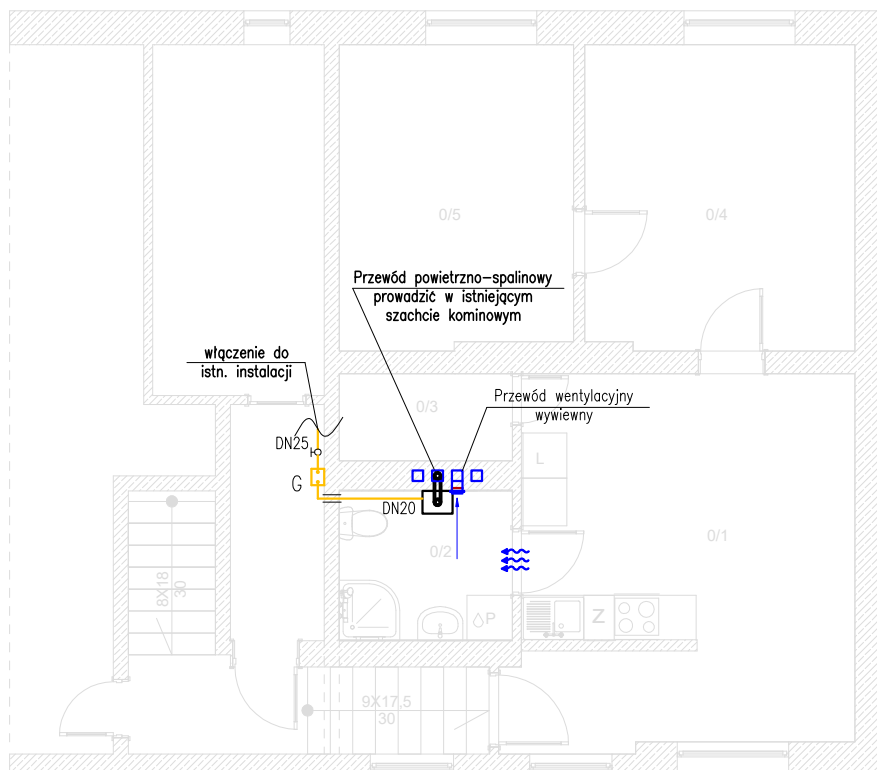 0/5
0/4
Przewód powietrzno-spalinowy
prowadzić w istniejącym
szachcie kominowym
włączenie do
istn. instalacji
0/3
Przewód wentylacyjny
wywiewny
DN25
L
G
DN20
0/2
0/1
8X18
30
P
Z
9X17,5
30